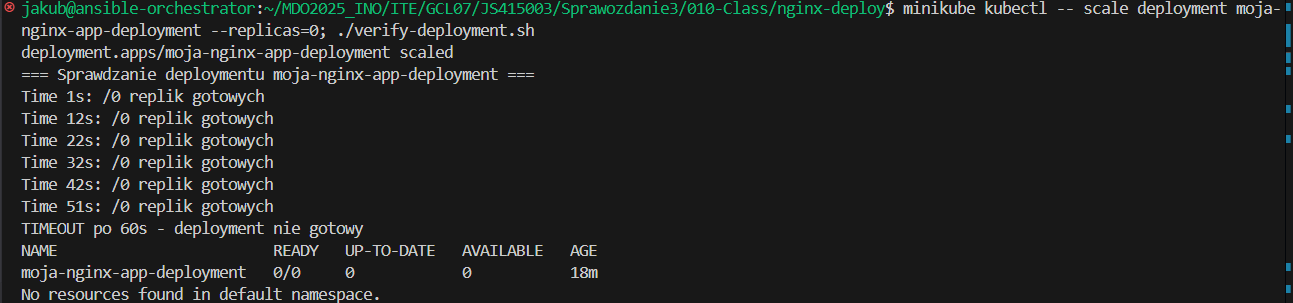 jakub@ansible-orchestrator:~/MDO2025_INO/ITE/GCL07/JS415003/Sprawozdanie3/010-Class/nginx-deploy$ minikube kubectl -- scale deployment moja-
nginx-app-deployment --replicas=0; ./verify-deployment.sh
deployment.apps/moja-nginx-app-deployment scaled
=== Sprawdzanie deploymentu moja-nginx-app-deployment ===
Time 1s: /0 replik gotowych
Time 12s: /0 replik gotowych
Time 22s: /0 replik gotowych
Time 32s: /0 replik gotowych
Time 42s: /0 replik gotowych
Time 51s: /0 replik gotowych
TIMEOUT po 60s - deployment nie gotowy
NAME READY UP-TO-DATE AVAILABLE AGE
moja-nginx-app-deployment 0/0 0 0 18m
No resources found in default namespace.